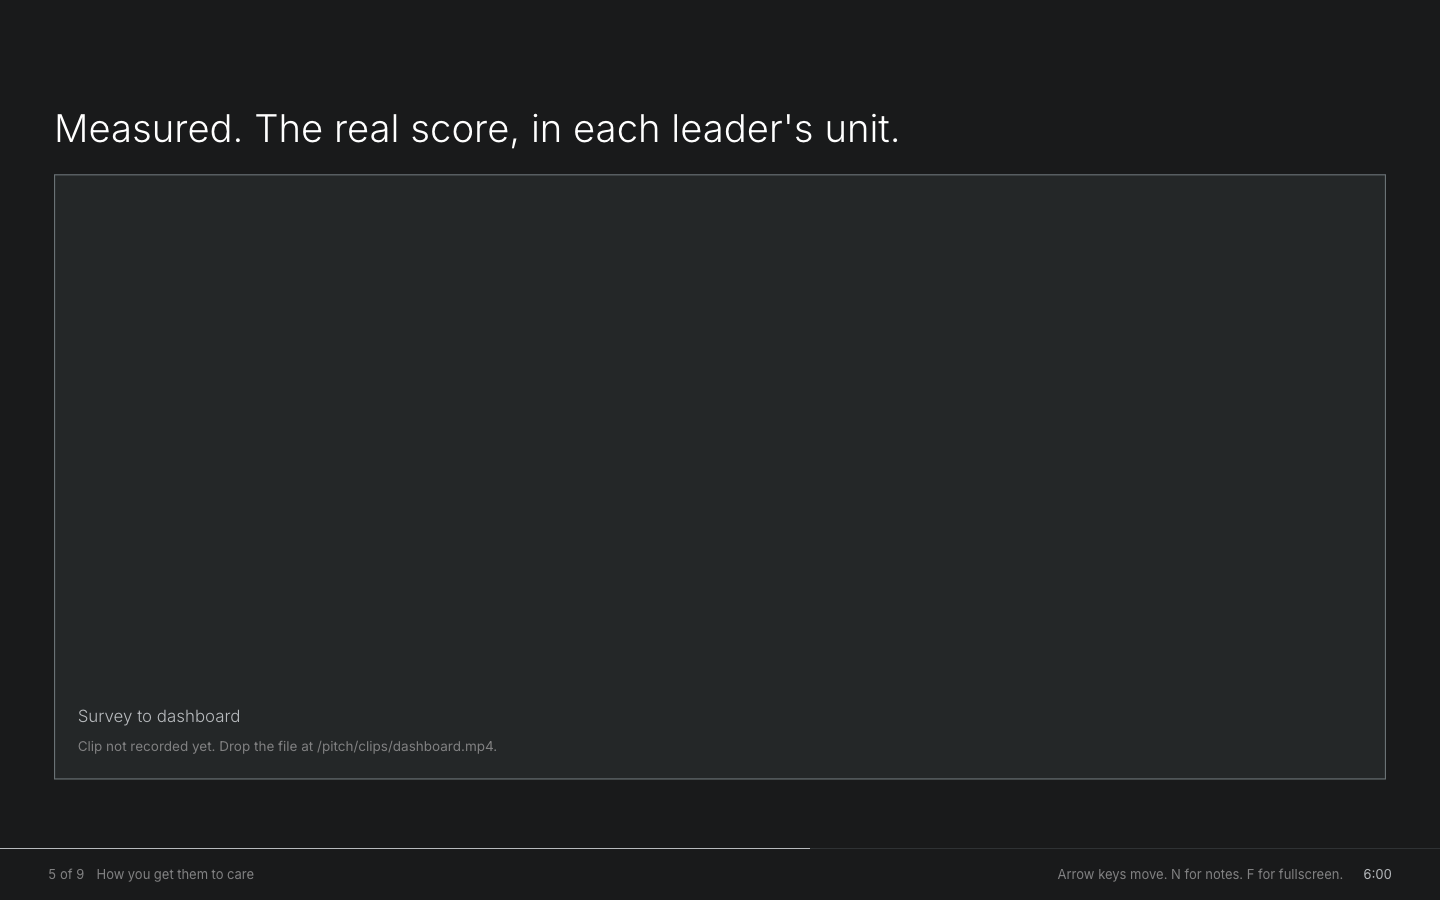 Measured. The real score, in each leader's unit.
Survey to dashboard
Clip not recorded yet. Drop the file at /pitch/clips/dashboard.mp4.
5 of 9 How you get them to care
Arrow keys move. N for notes. F for fullscreen. 6:00